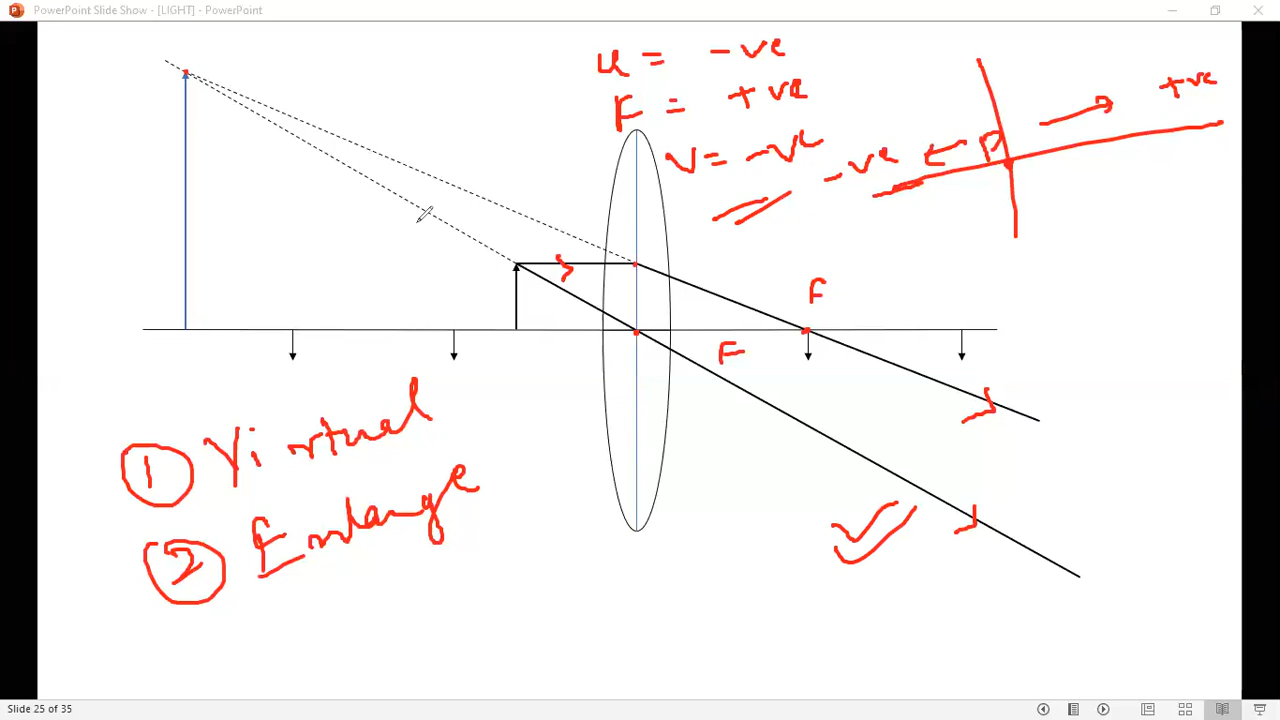 PowerPoint Slide Show - [LIGHT] - PowerPoint
u = -ve
F = +ve
V = -ve
-ve
P
+ve
F
F
① Virtual
② Enlarge
Slide 25 of 35